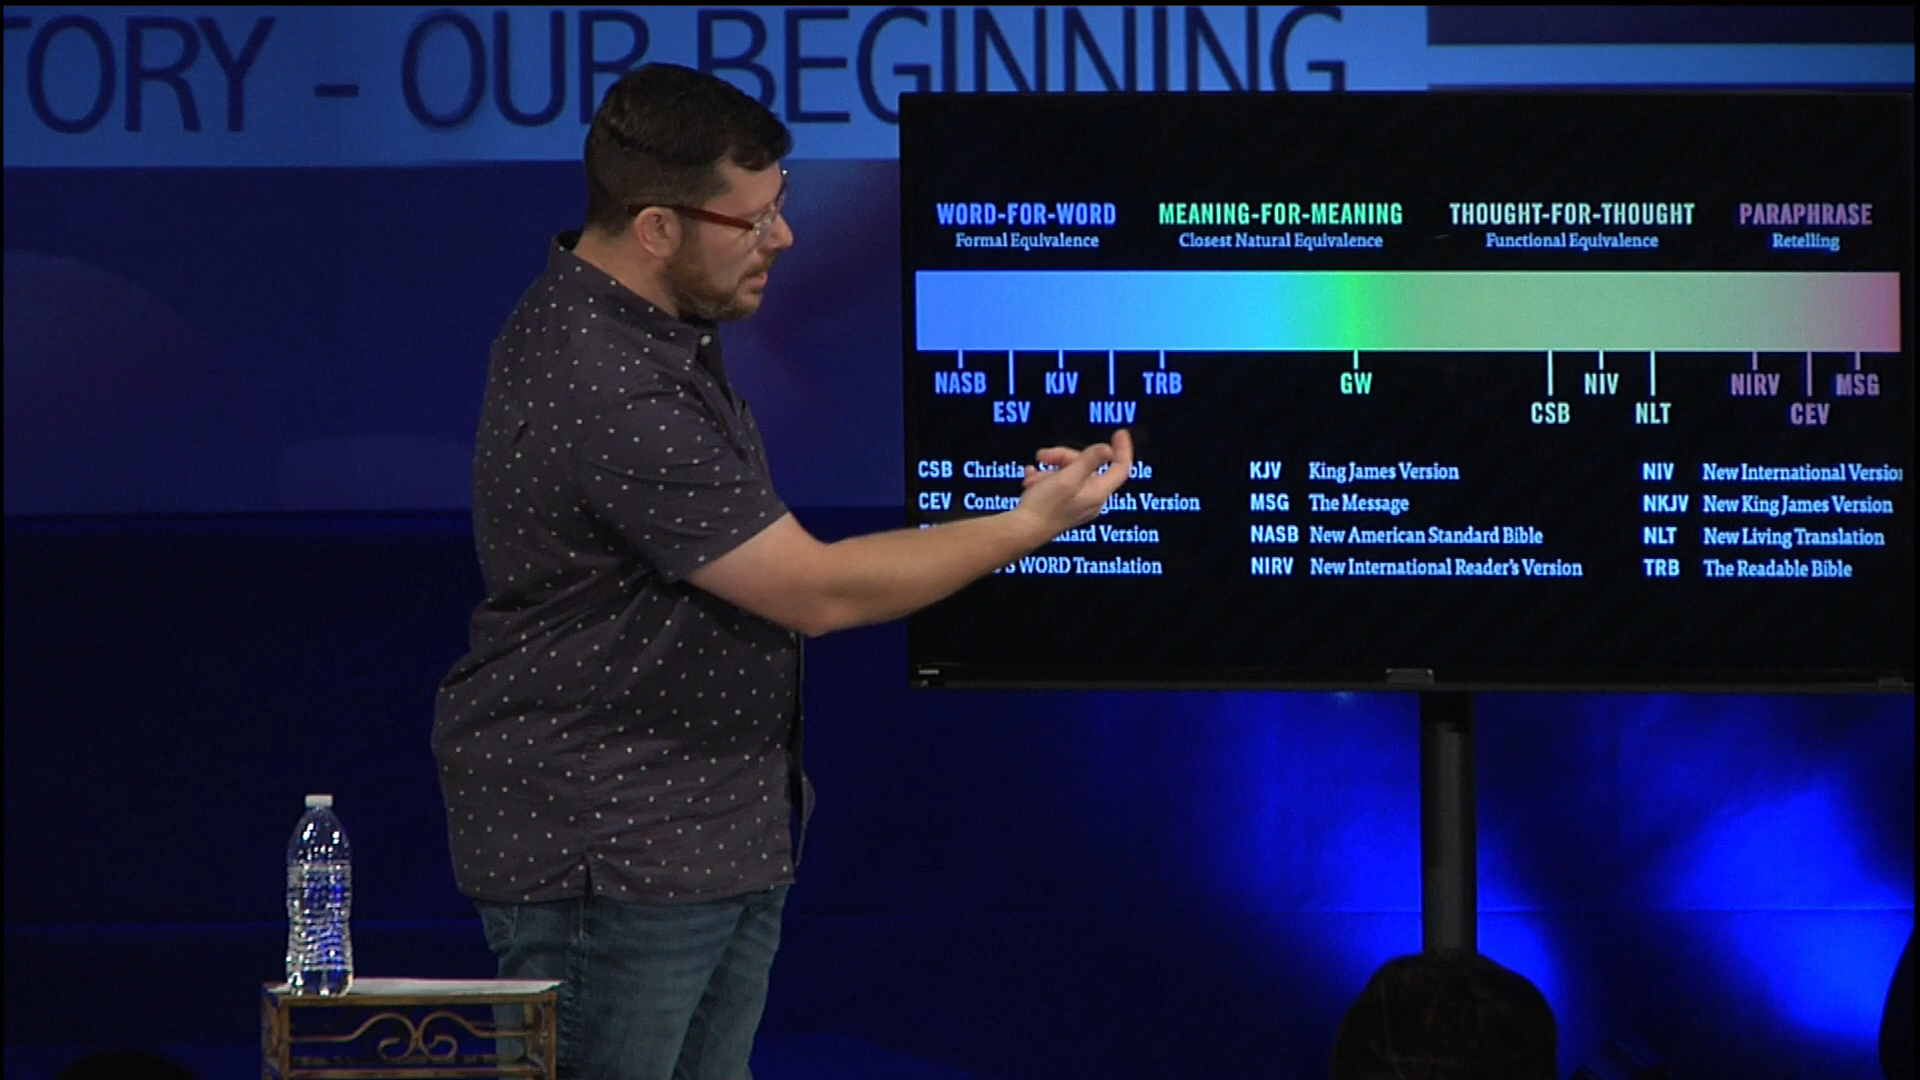 TORY - OUR BEGINNING
WORD-FOR-WORD MEANING-FOR-MEANING THOUGHT-FOR-THOUGHT PARAPHRASE
Formal Equivalence Closest Natural Equivalence Functional Equivalence Retelling
NASB KJV TRB GW NIV NIRV MSG
ESV NKJV CSB NLT CEV
CSB KJV King James Version NIV New International Version
CEV English Version MSG The Message NKJV New King James Version
Version NASB New American Standard Bible NLT New Living Translation
WORD Translation NIRV New International Reader's Version TRB The Readable Bible